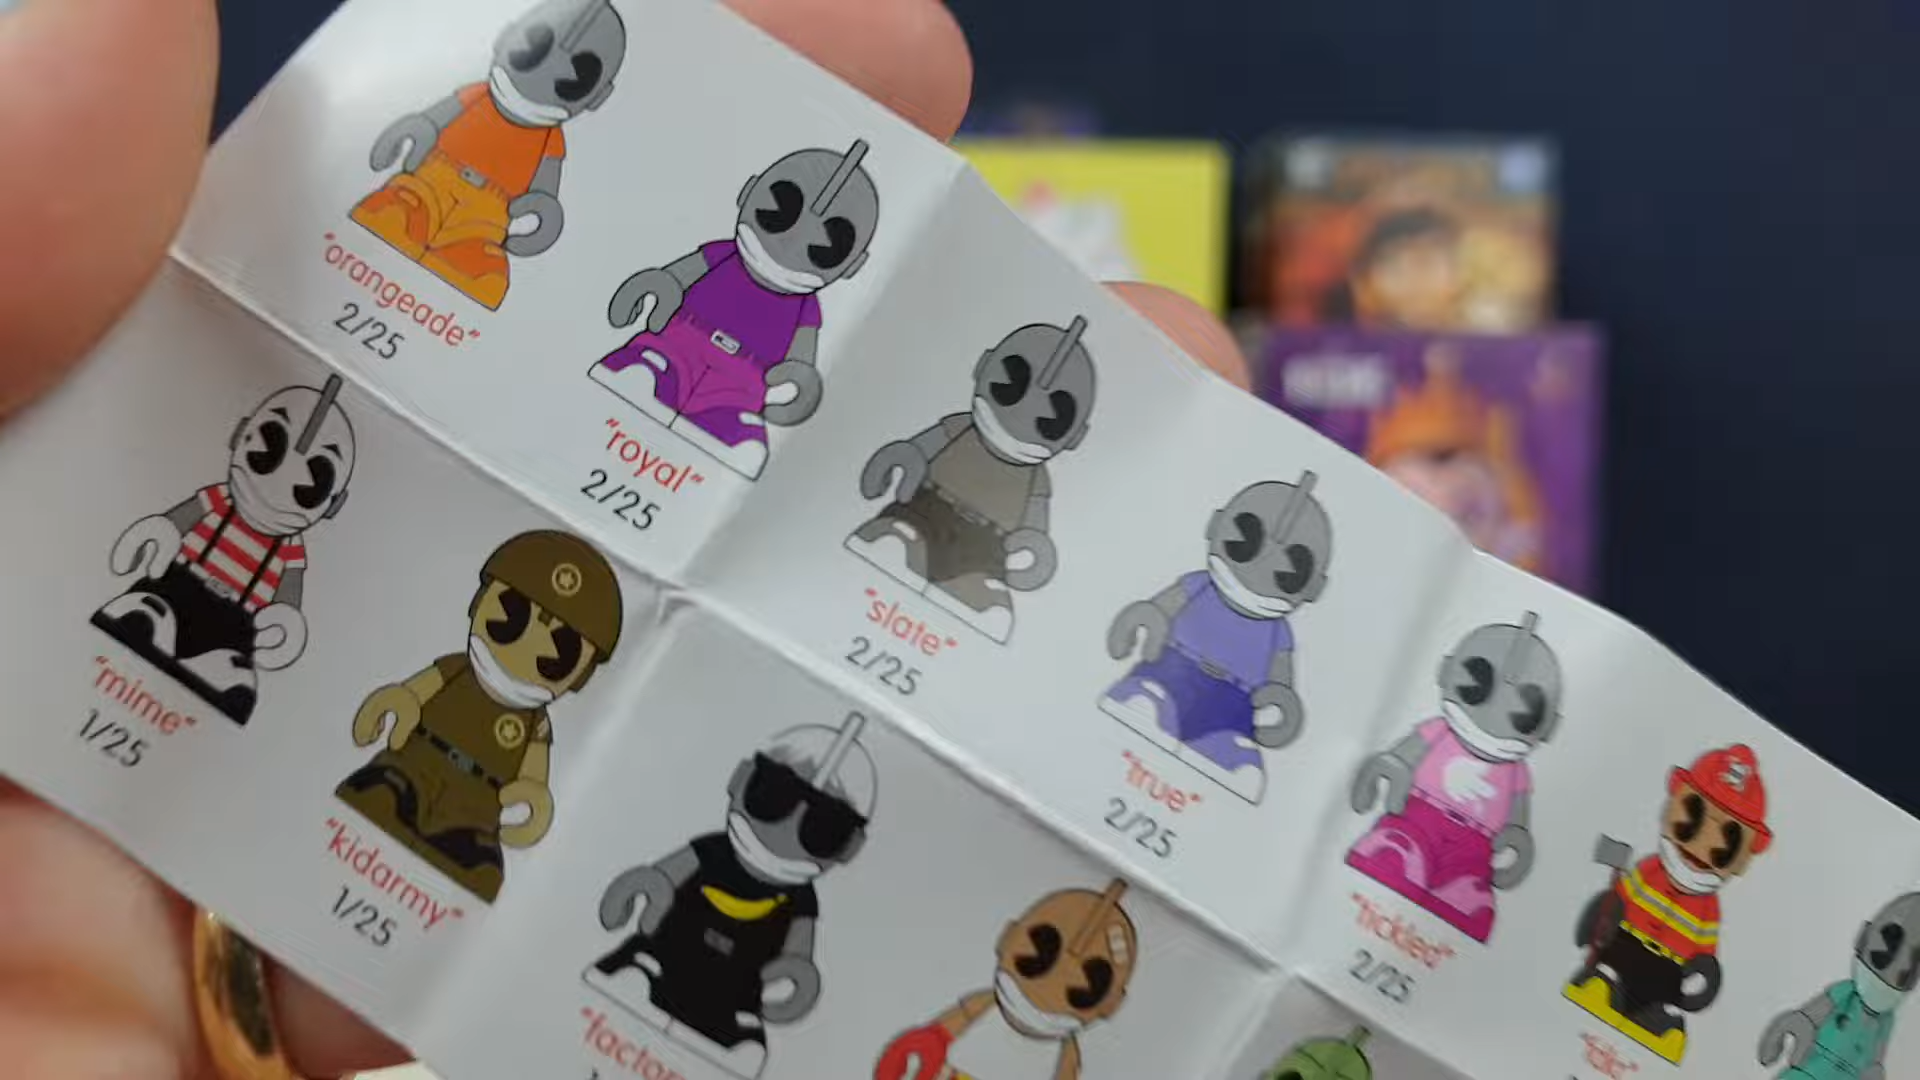 "orangeade"
2/25
"royal"
2/25
"slate"
2/25
"true"
2/25
"tickled"
2/25
"mime"
1/25
"kidarmy"
1/25